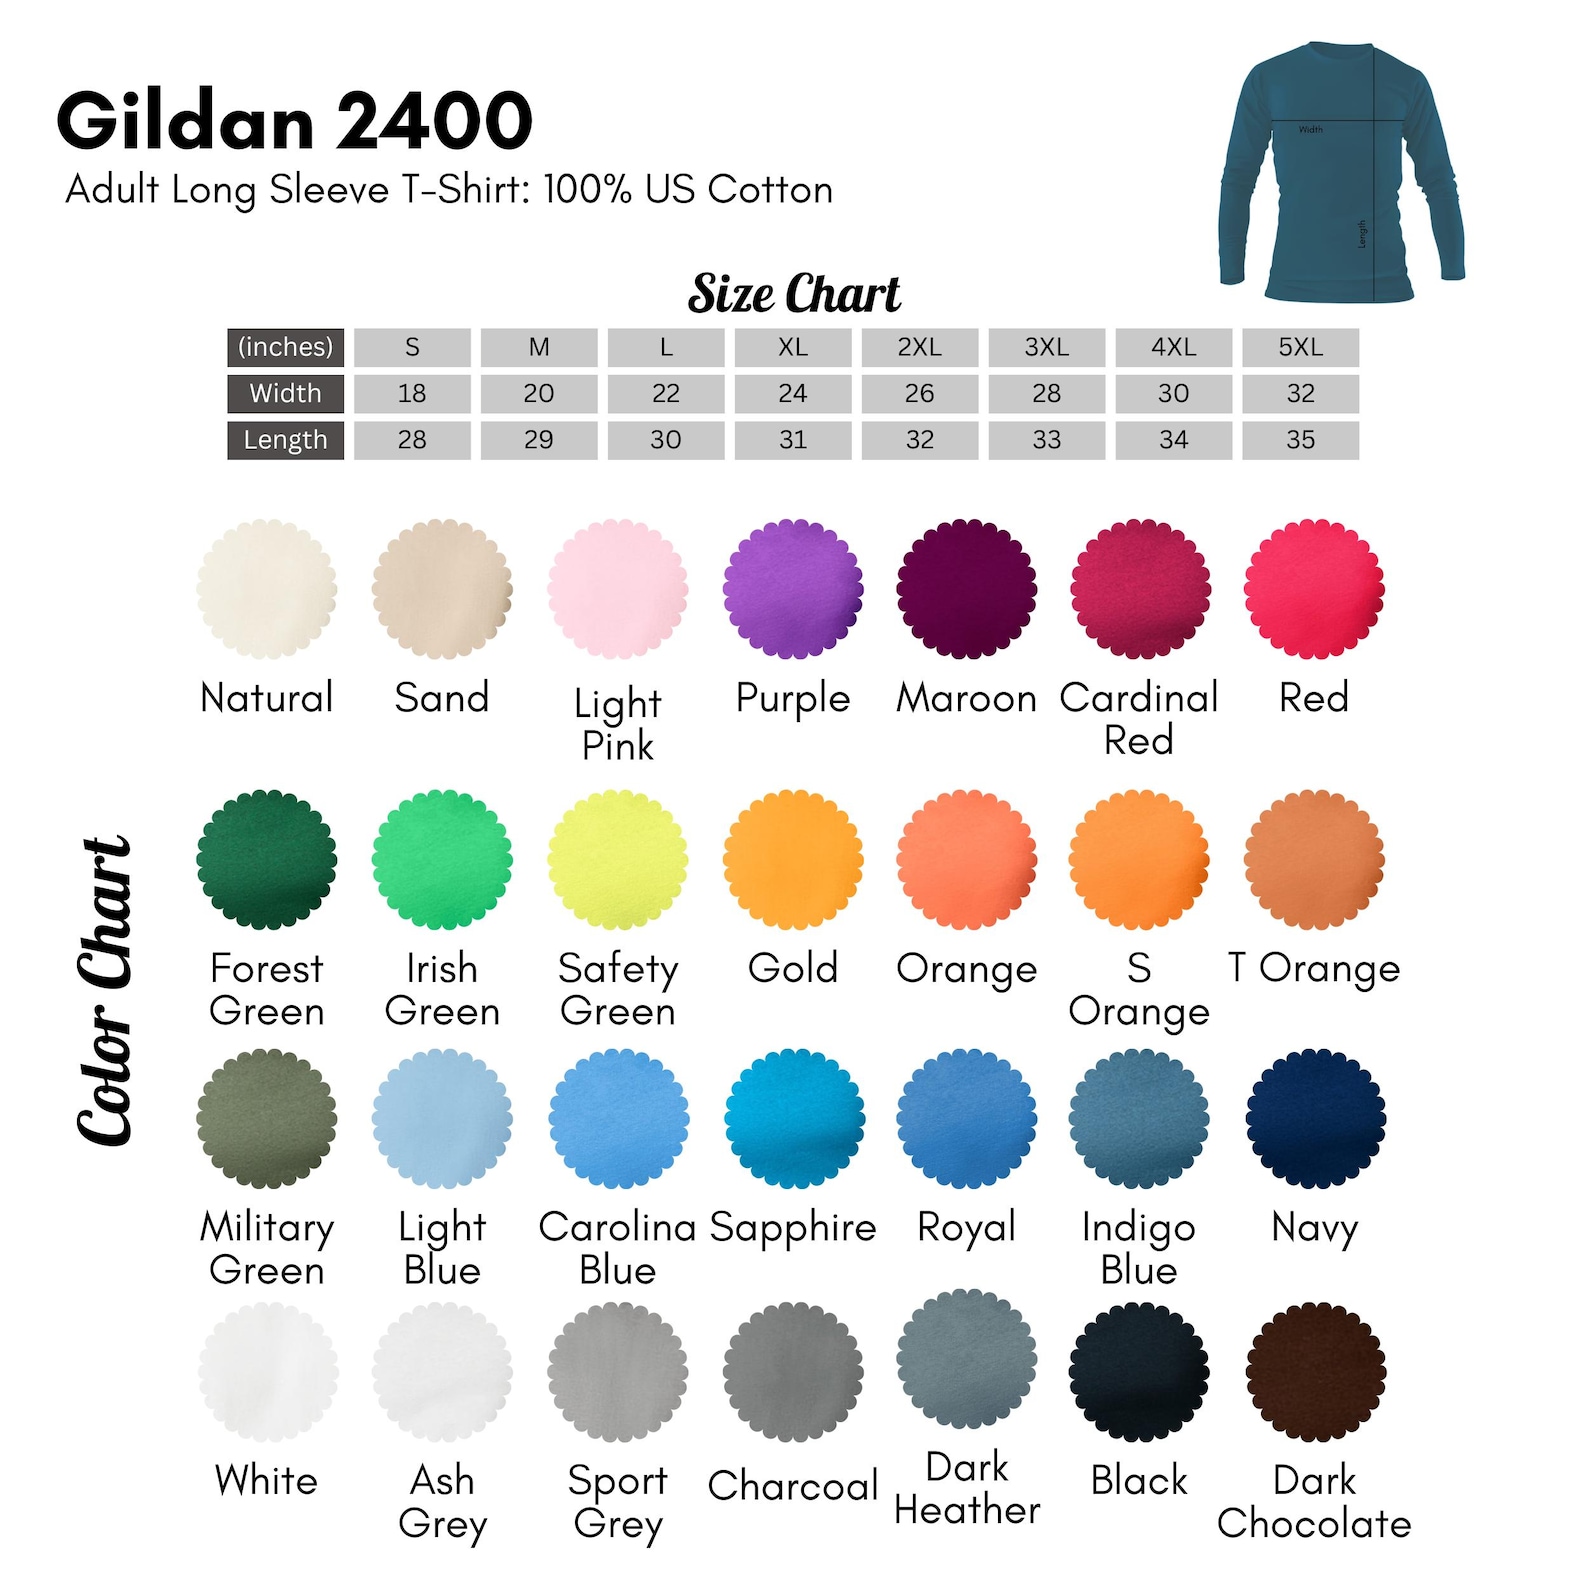 Gildan 2400
Adult Long Sleeve T-Shirt: 100% US Cotton
Width
Length
Size Chart
(inches) S M L XL 2XL 3XL 4XL 5XL
Width 18 20 22 24 26 28 30 32
Length 28 29 30 31 32 33 34 35
Color Chart
Natural Sand Light Pink Purple Maroon Cardinal Red Red
Forest Green Irish Green Safety Green Gold Orange S Orange T Orange
Military Green Light Blue Carolina Blue Sapphire Royal Indigo Blue Navy
White Ash Grey Sport Grey Charcoal Dark Heather Black Dark Chocolate